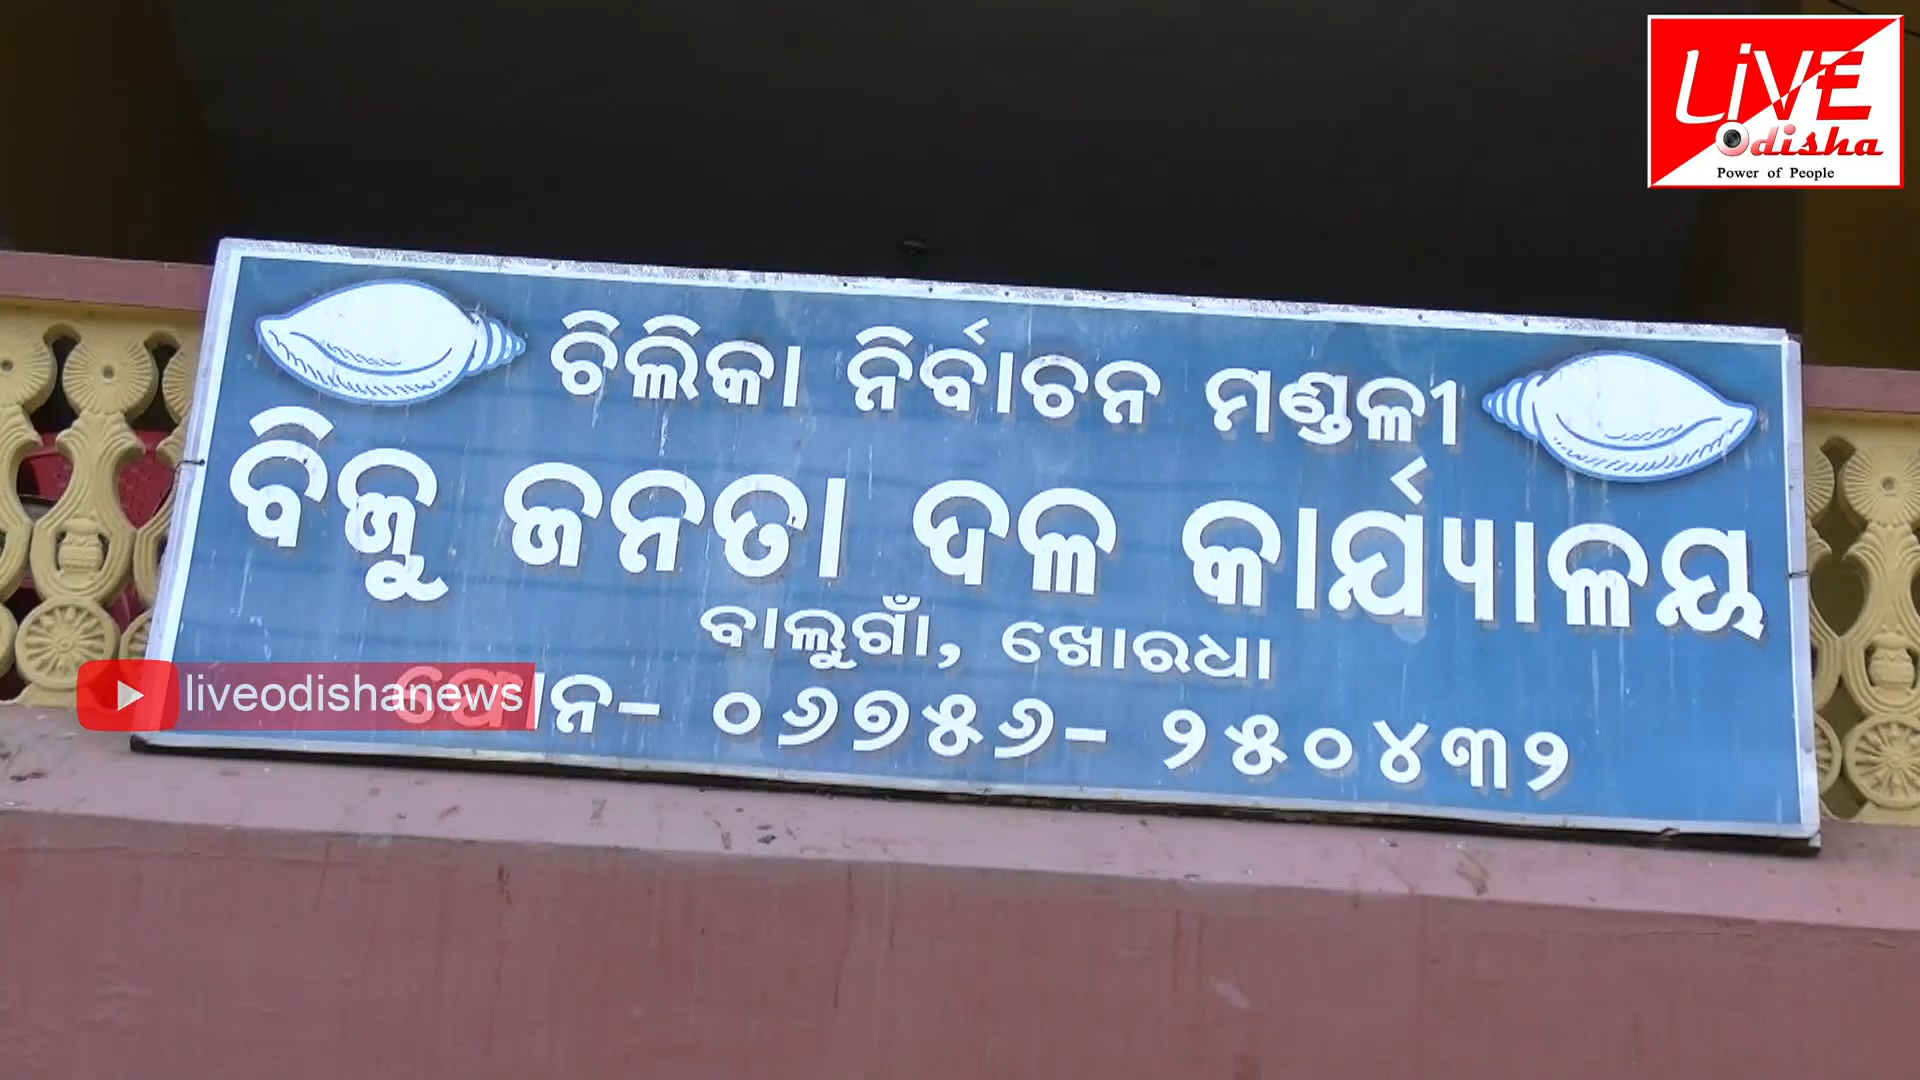 LiVE
Odisha
Power of People
ଚିଲିକା ନିର୍ବାଚନ ମଣ୍ଡଳୀ
ବିଜୁ ଜନତା ଦଳ କାର୍ଯ୍ୟାଳୟ
ବାଲୁଗାଁ, ଖୋରଧା
ଫୋନ- ୦୬୭୫୬- ୨୫୦୪୩୨
liveodishanews